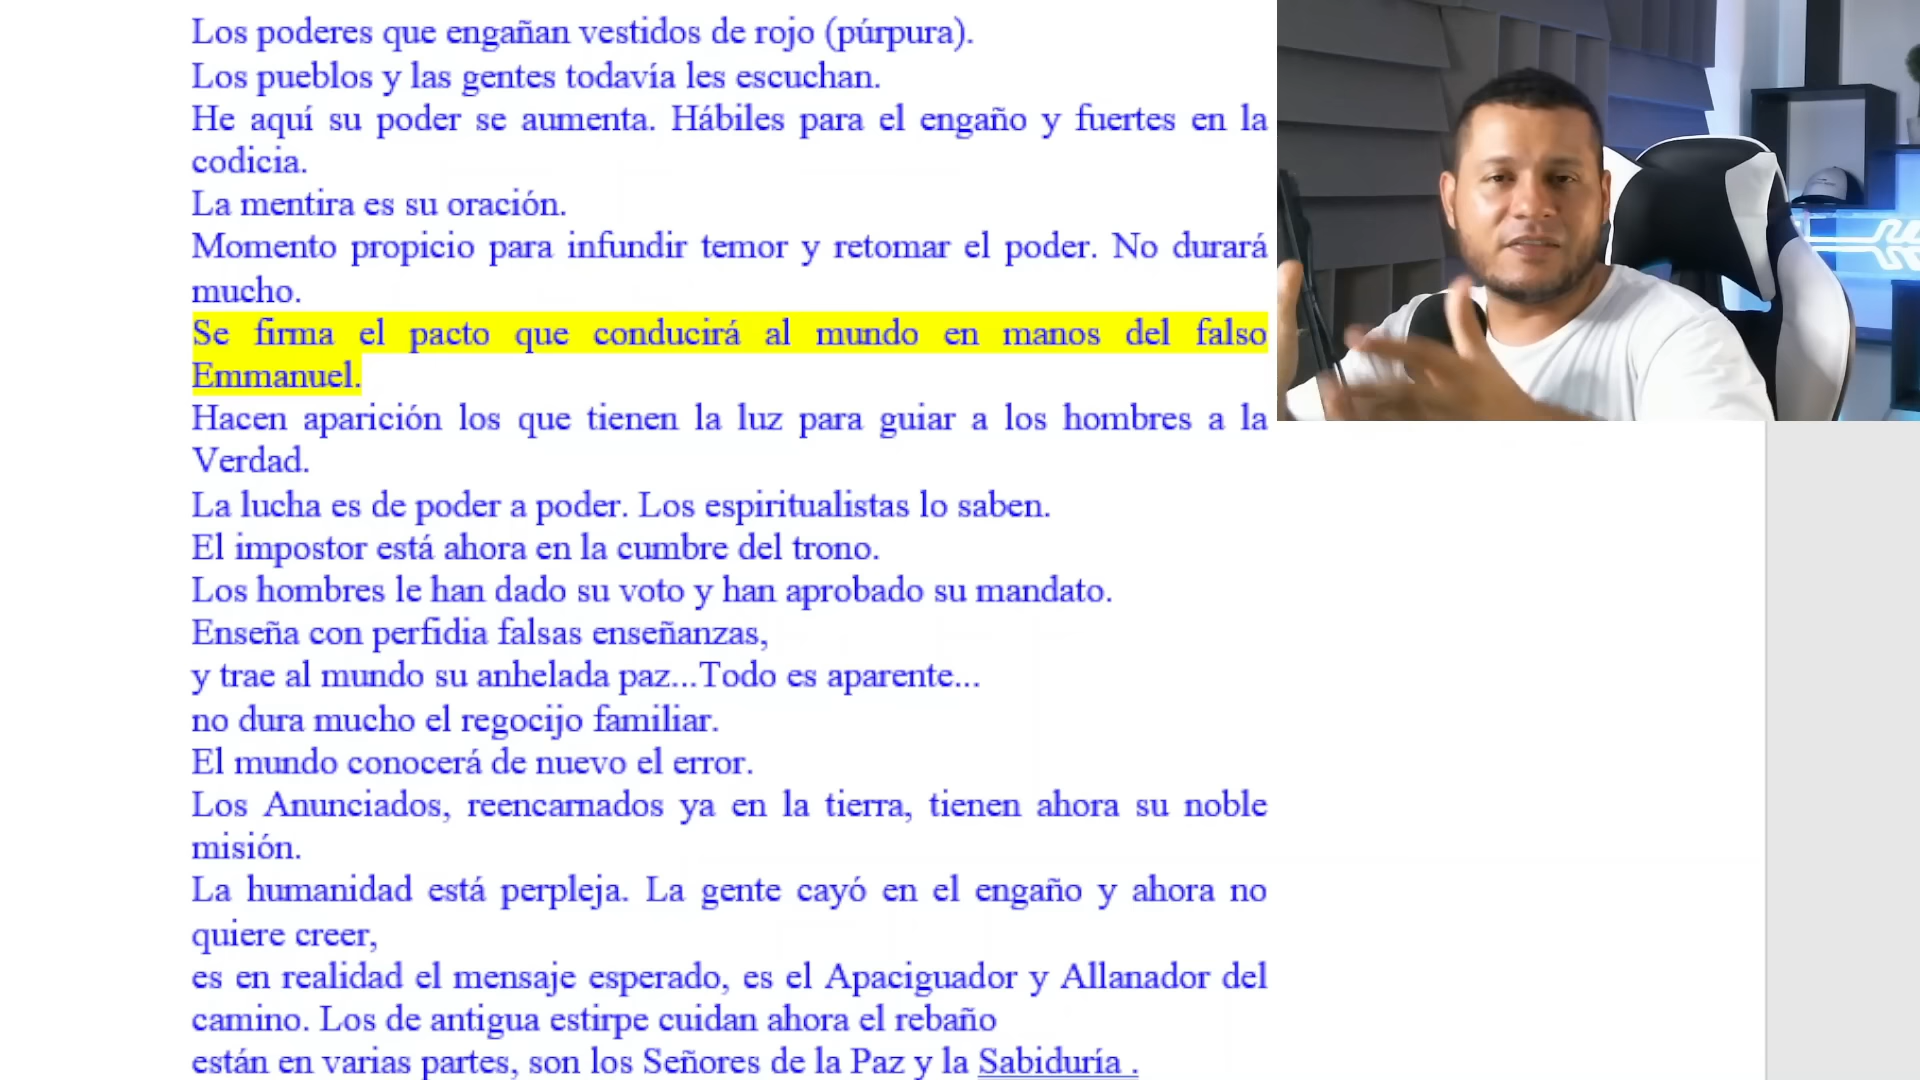 Los poderes que engañan vestidos de rojo (púrpura).
Los pueblos y las gentes todavía les escuchan.
He aquí su poder se aumenta. Hábiles para el engaño y fuertes en la
codicia.
La mentira es su oración.
Momento propicio para infundir temor y retomar el poder. No durará
mucho.
Se firma el pacto que conducirá al mundo en manos del falso
Emmanuel.
Hacen aparición los que tienen la luz para guiar a los hombres a la
Verdad.
La lucha es de poder a poder. Los espiritualistas lo saben.
El impostor está ahora en la cumbre del trono.
Los hombres le han dado su voto y han aprobado su mandato.
Enseña con perfidia falsas enseñanzas,
y trae al mundo su anhelada paz...Todo es aparente...
no dura mucho el regocijo familiar.
El mundo conocerá de nuevo el error.
Los Anunciados, reencarnados ya en la tierra, tienen ahora su noble
misión.
La humanidad está perpleja. La gente cayó en el engaño y ahora no
quiere creer,
es en realidad el mensaje esperado, es el Apaciguador y Allanador del
camino. Los de antigua estirpe cuidan ahora el rebaño
están en varias partes, son los Señores de la Paz y la Sabiduría .